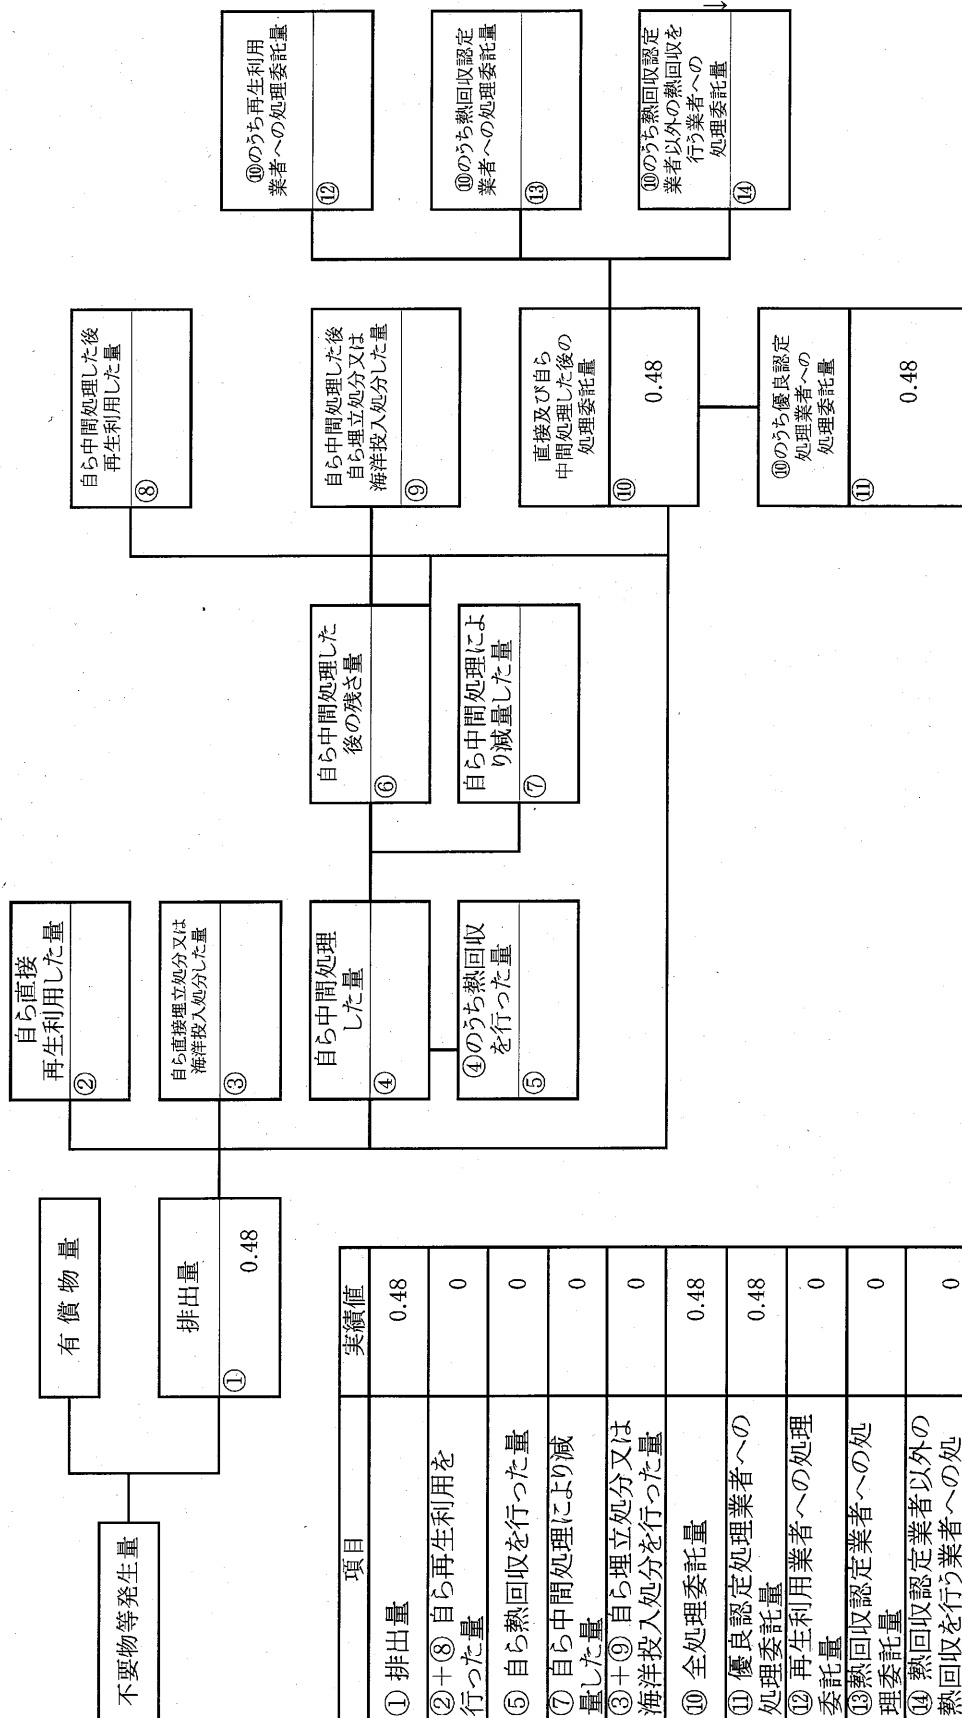 不要物等発生量
有償物量
排出量
①
0.48
自ら直接
再生利用した量
②
自ら直接埋立処分又は
海洋投入処分した量
③
自ら中間処理
した量
④
④のうち熱回収
を行った量
⑤
自ら中間処理した
後の残さ量
⑥
自ら中間処理によ
り減量した量
⑦
自ら中間処理した後
再生利用した量
⑧
自ら中間処理した後
自ら埋立処分又は
海洋投入処分した量
⑨
直接及び自ら
中間処理した後の
処理委託量
⑩
0.48
⑩のうち優良認定
処理業者への
処理委託量
⑪
0.48
⑩のうち再生利用
業者への処理委託量
⑫
⑩のうち熱回収認定
業者への処理委託量
⑬
⑩のうち熱回収認定
業者以外の熱回収を
行う業者への
処理委託量
⑭
項目 実績値
① 排出量 0.48
②+⑧ 自ら再生利用を
行った量 0
⑤ 自ら熱回収を行った量 0
⑦ 自ら中間処理により減
量した量 0
③+⑨ 自ら埋立処分又は
海洋投入処分を行った量 0
⑩ 全処理委託量 0.48
⑪ 優良認定処理業者への
処理委託量 0.48
⑫ 再生利用業者への処理
委託量 0
⑬熱回収認定業者への処
理委託量 0
⑭ 熱回収認定業者以外の
熱回収を行う業者への処 0